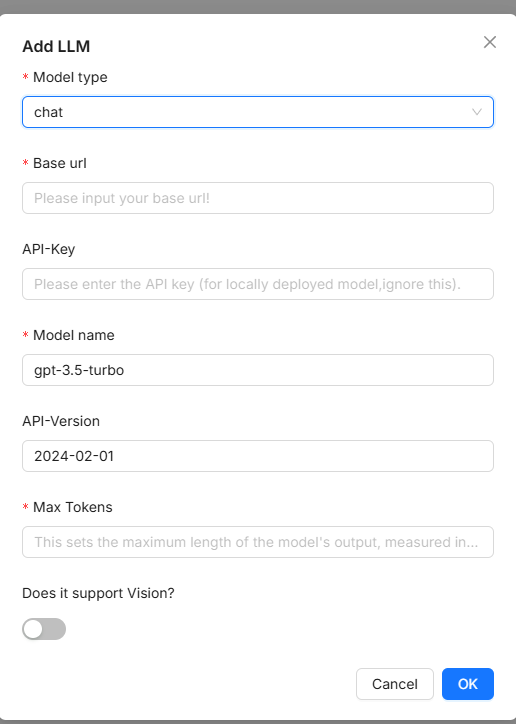 Add LLM
* Model type
chat
* Base url
Please input your base url!
API-Key
Please enter the API key (for locally deployed model,ignore this).
* Model name
gpt-3.5-turbo
API-Version
2024-02-01
* Max Tokens
This sets the maximum length of the model's output, measured in...
Does it support Vision?
Cancel
OK